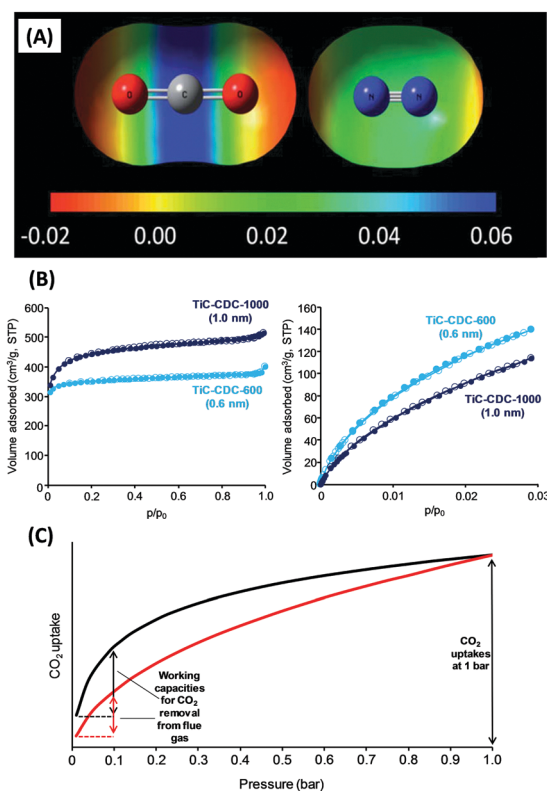 (A)
O C O N N
-0.02 0.00 0.02 0.04 0.06
(B)
600
500
400
300
200
100
0
0 0.2 0.4 0.6 0.8 1.0
Volume adsorbed (cm³/g, STP)
p/p₀
TiC-CDC-1000
(1.0 nm)
TiC-CDC-600
(0.6 nm)
160
140
120
100
80
60
40
20
0
0 0.01 0.02 0.03
Volume adsorbed (cm³/g, STP)
p/p₀
TiC-CDC-600
(0.6 nm)
TiC-CDC-1000
(1.0 nm)
(C)
CO₂ uptake
Working
capacities
for CO₂
removal
from flue
gas
CO₂
uptakes
at 1 bar
0 0.1 0.2 0.3 0.4 0.5 0.6 0.7 0.8 0.9 1.0
Pressure (bar)